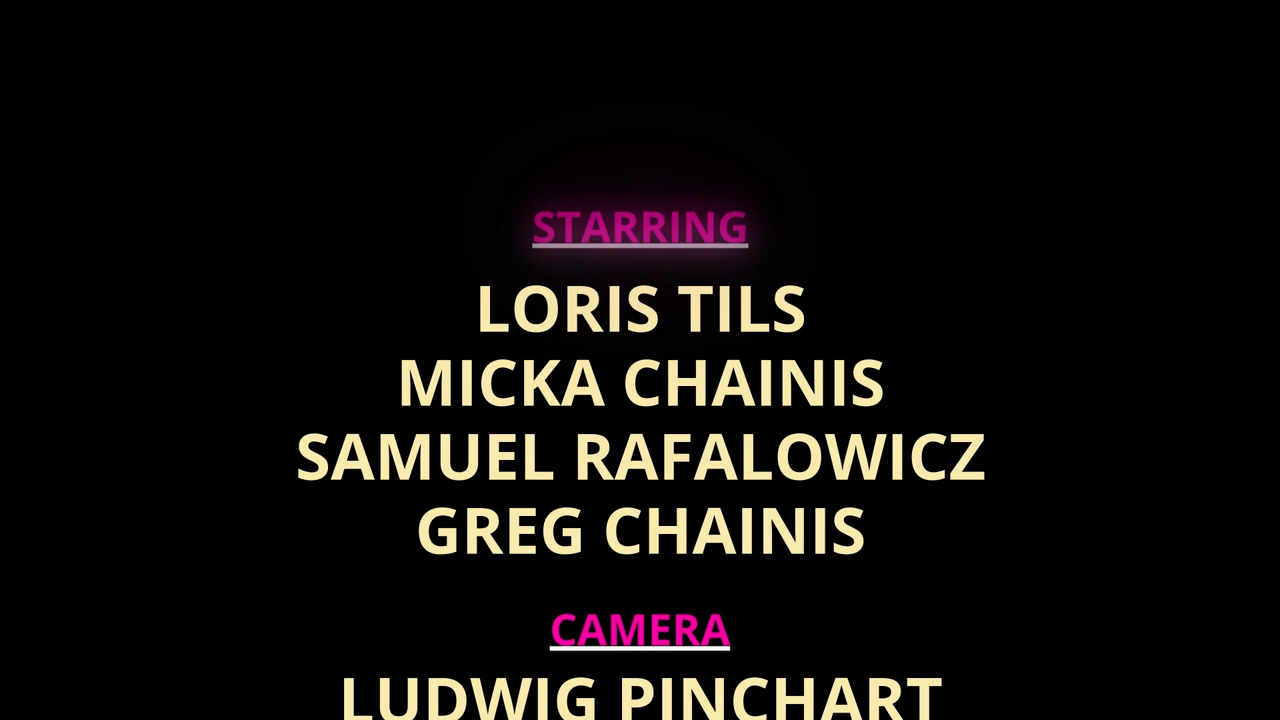 STARRING
LORIS TILS
MICKA CHAINIS
SAMUEL RAFALOWICZ
GREG CHAINIS
CAMERA
LUDWIG PINCHART